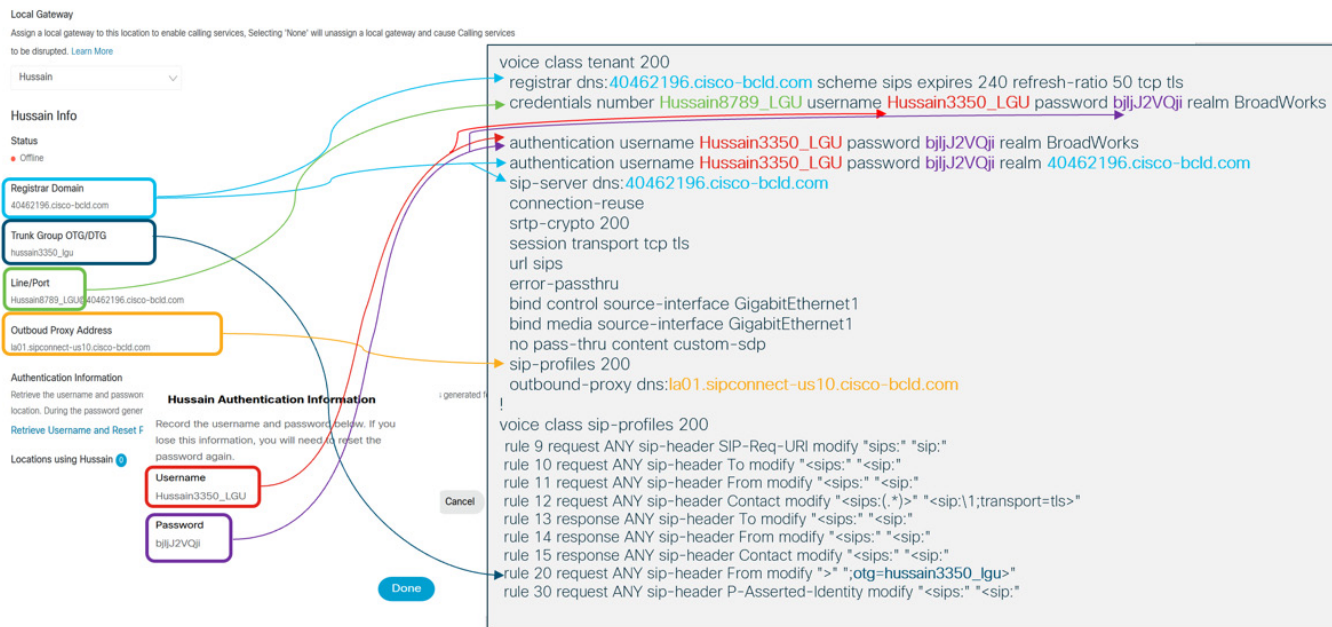 Local Gateway
Assign a local gateway to this location to enable calling services, Selecting 'None' will unassign a local gateway and cause Calling services
to be disrupted. Learn More
Hussain
Hussain Info
Status
Offline
Registrar Domain
40462196.cisco-bcld.com
Trunk Group OTG/DTG
hussain3350_lgu
Line/Port
Hussain8789_LGU@40462196.cisco-bcld.com
Outboud Proxy Address
la01.sipconnect-us10.cisco-bcld.com
Authentication Information
Retrieve the username and passwor
s generated f
location. During the password gener
Retrieve Username and Reset P
Locations using Hussain 0
Hussain Authentication Information
Record the username and password below. If you
lose this information, you will need to reset the
password again.
Username
Hussain3350_LGU
Password
bjljJ2VQji
Cancel
Done
voice class tenant 200
registrar dns:40462196.cisco-bcld.com scheme sips expires 240 refresh-ratio 50 tcp tls
credentials number Hussain8789_LGU username Hussain3350_LGU password bjljJ2VQji realm BroadWorks
authentication username Hussain3350_LGU password bjljJ2VQji realm BroadWorks
authentication username Hussain3350_LGU password bjljJ2VQji realm 40462196.cisco-bcld.com
sip-server dns:40462196.cisco-bcld.com
connection-reuse
srtp-crypto 200
session transport tcp tls
url sips
error-passthru
bind control source-interface GigabitEthernet1
bind media source-interface GigabitEthernet1
no pass-thru content custom-sdp
sip-profiles 200
outbound-proxy dns:la01.sipconnect-us10.cisco-bcld.com
!
voice class sip-profiles 200
rule 9 request ANY sip-header SIP-Req-URI modify "sips:" "sip:"
rule 10 request ANY sip-header To modify "<sips:" "<sip:"
rule 11 request ANY sip-header From modify "<sips:" "<sip:"
rule 12 request ANY sip-header Contact modify "<sips:(.*)>" "<sip:\1;transport=tls>"
rule 13 response ANY sip-header To modify "<sips:" "<sip:"
rule 14 response ANY sip-header From modify "<sips:" "<sip:"
rule 15 response ANY sip-header Contact modify "<sips:" "<sip:"
rule 20 request ANY sip-header From modify ">" ";otg=hussain3350_lgu>"
rule 30 request ANY sip-header P-Asserted-Identity modify "<sips:" "<sip:"